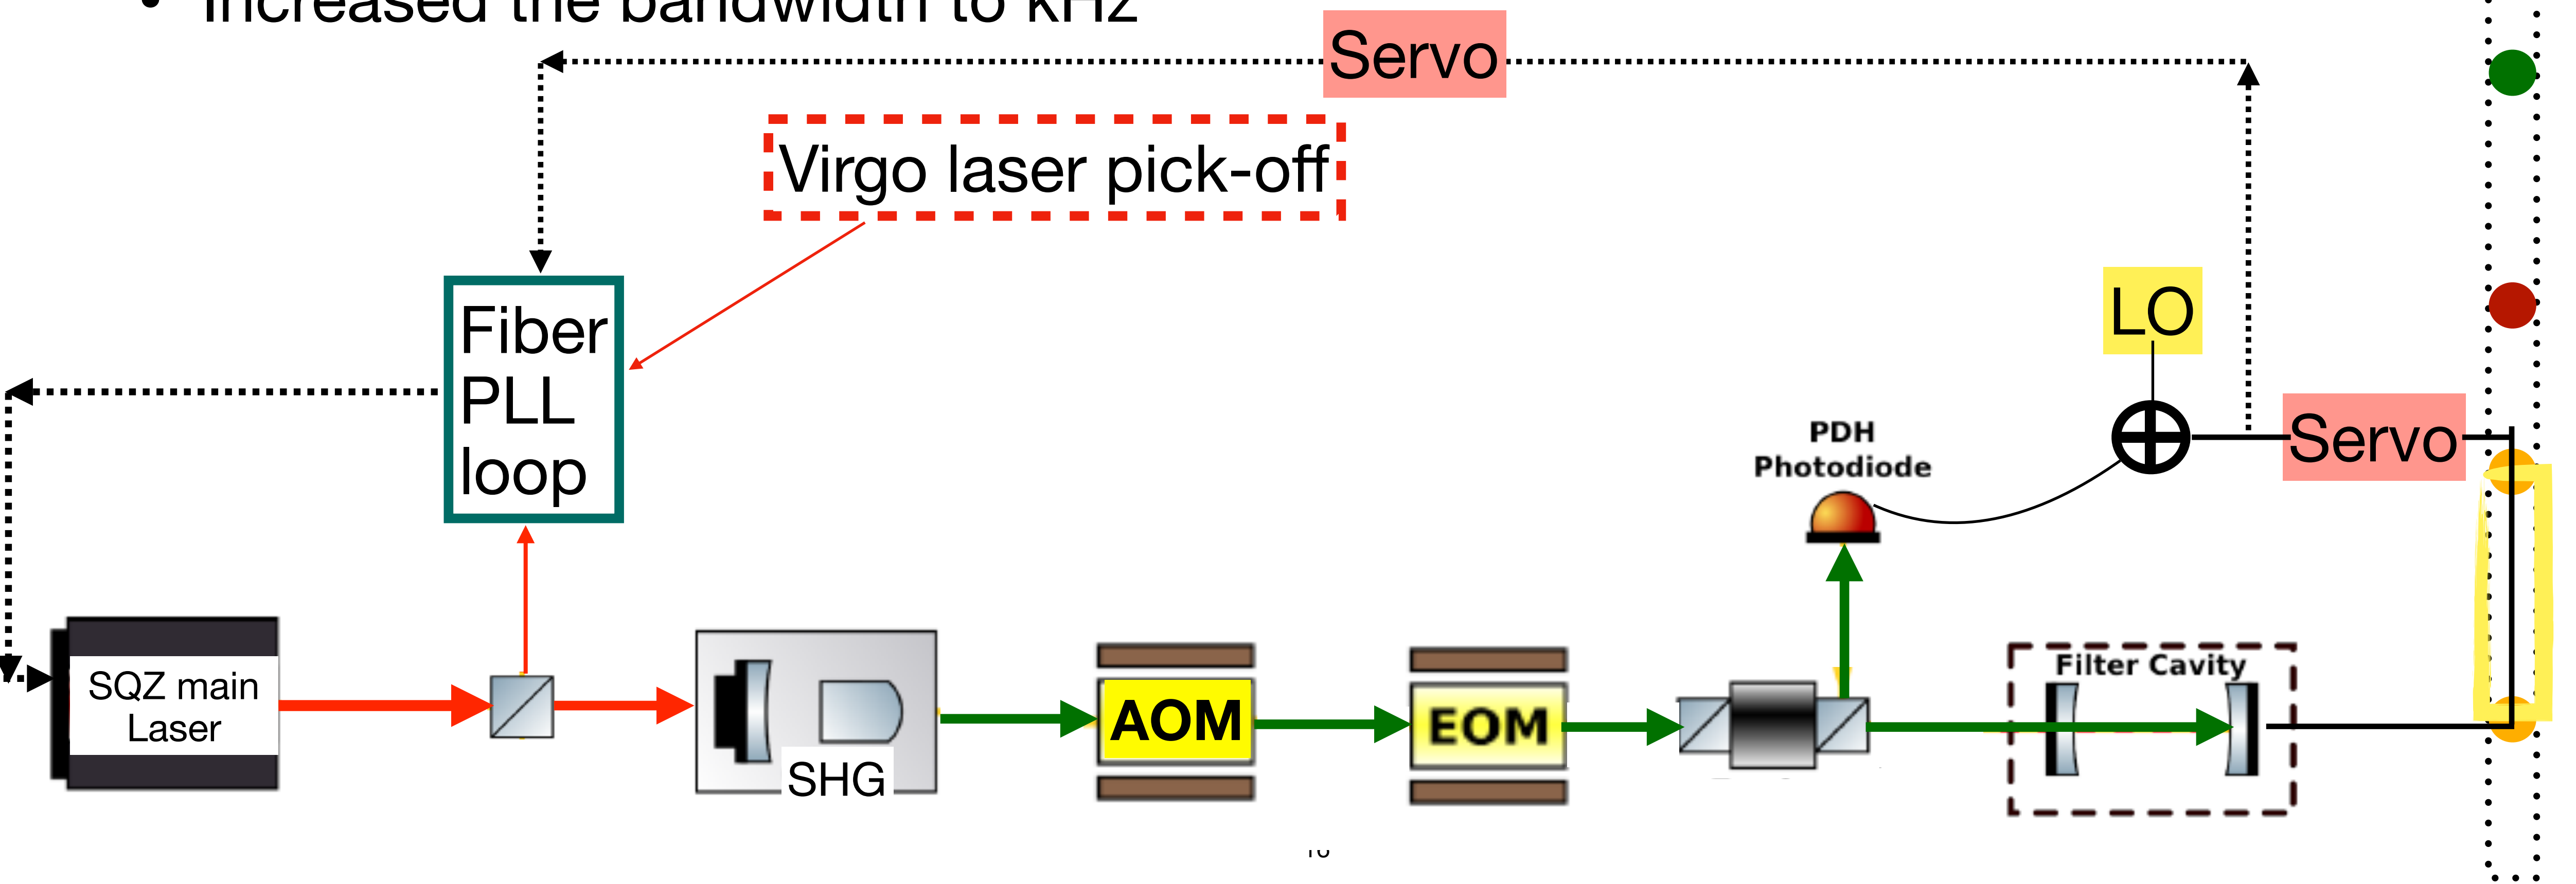 • Increased the bandwidth to kHz
Servo
Virgo laser pick-off
Fiber
PLL
loop
LO
PDH
Photodiode
Servo
SQZ main
Laser
SHG
AOM
EOM
Filter Cavity